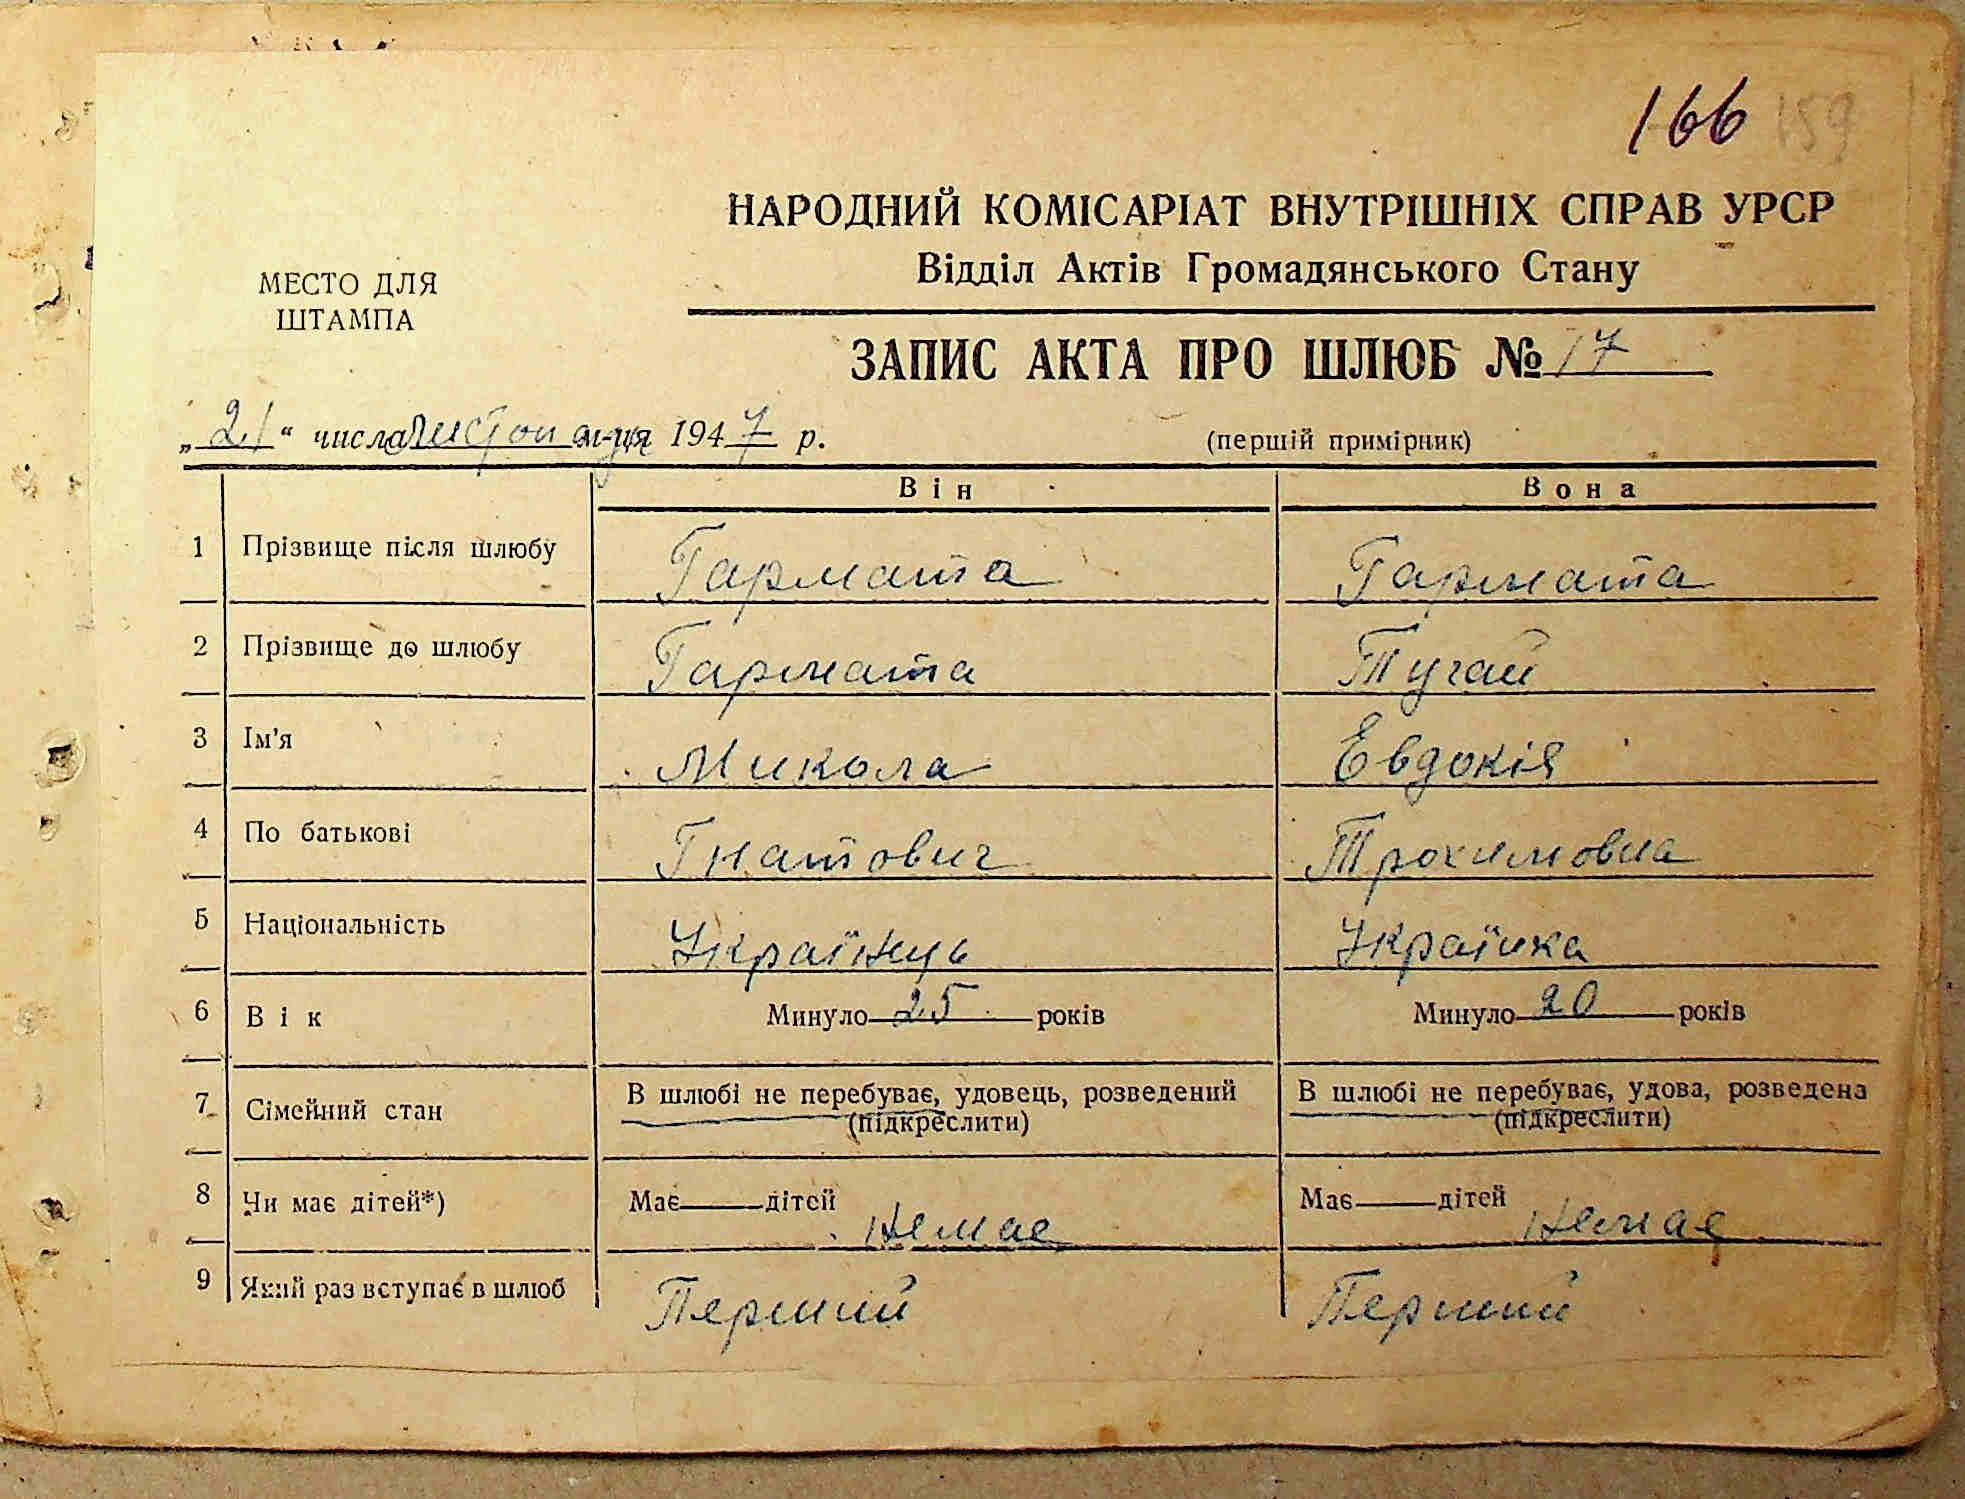 166 159
НАРОДНИЙ КОМІСАРІАТ ВНУТРІШНІХ СПРАВ УРСР
Відділ Актів Громадянського Стану
МЕСТО ДЛЯ
ШТАМПА
ЗАПИС АКТА ПРО ШЛЮБ № 17
„21“ числа листопада м-ця 1947 р. (перший примірник)
Він Вона
1 Прізвище після шлюбу Гармата Гармата
2 Прізвище до шлюбу Гармата Тугай
3 Ім'я Микола Евдокія
4 По батькові Гнатович Трохимовна
5 Національність Українець Українка
6 Вік Минуло 25 років Минуло 20 років
7 Сімейний стан В шлюбі не перебуває, удовець, розведений В шлюбі не перебуває, удова, розведена
(підкреслити) (підкреслити)
8 Чи має дітей*) Має дітей Немає Має дітей Немає
9 Який раз вступає в шлюб Перший Перший